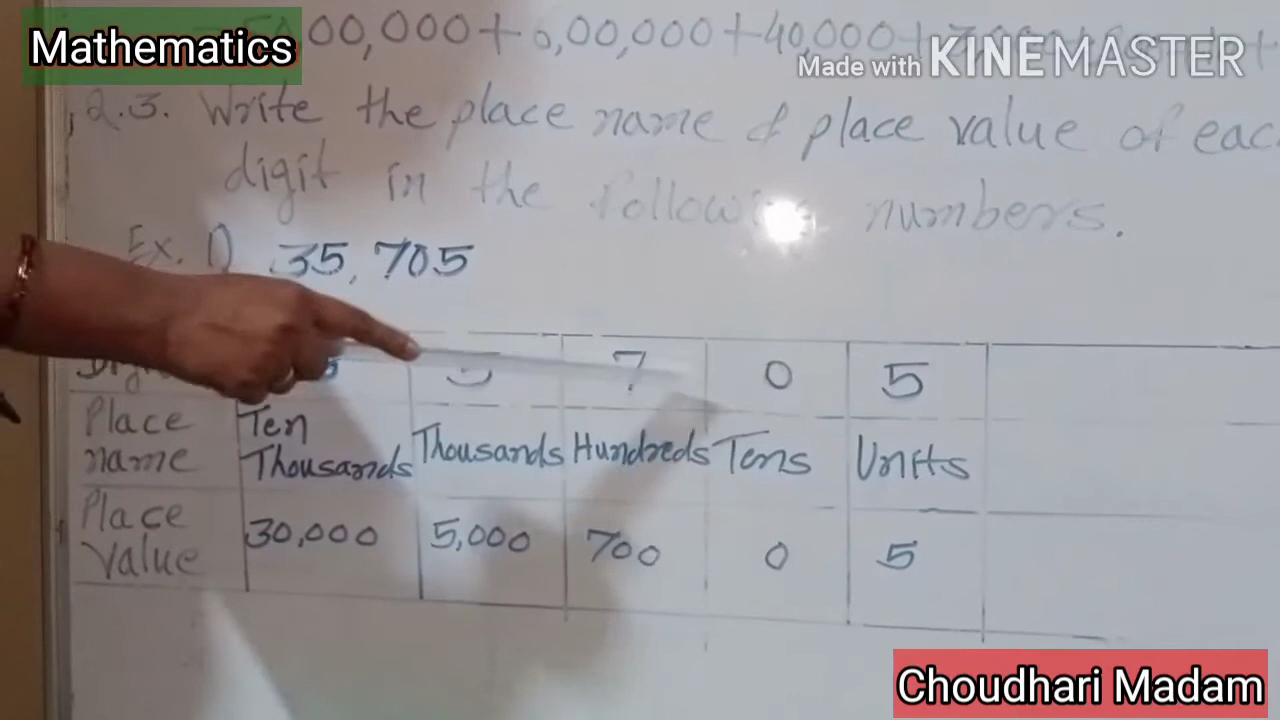 Mathematics
00,000+6,00,000+40,000+
Made with KINEMASTER
Q.3. Write the place name & place value of eac
digit in the following numbers.
Ex. 1) 35,705
7 0 5
Place name Ten Thousands Thousands Hundreds Tens Units
Place value 30,000 5,000 700 0 5
Choudhari Madam